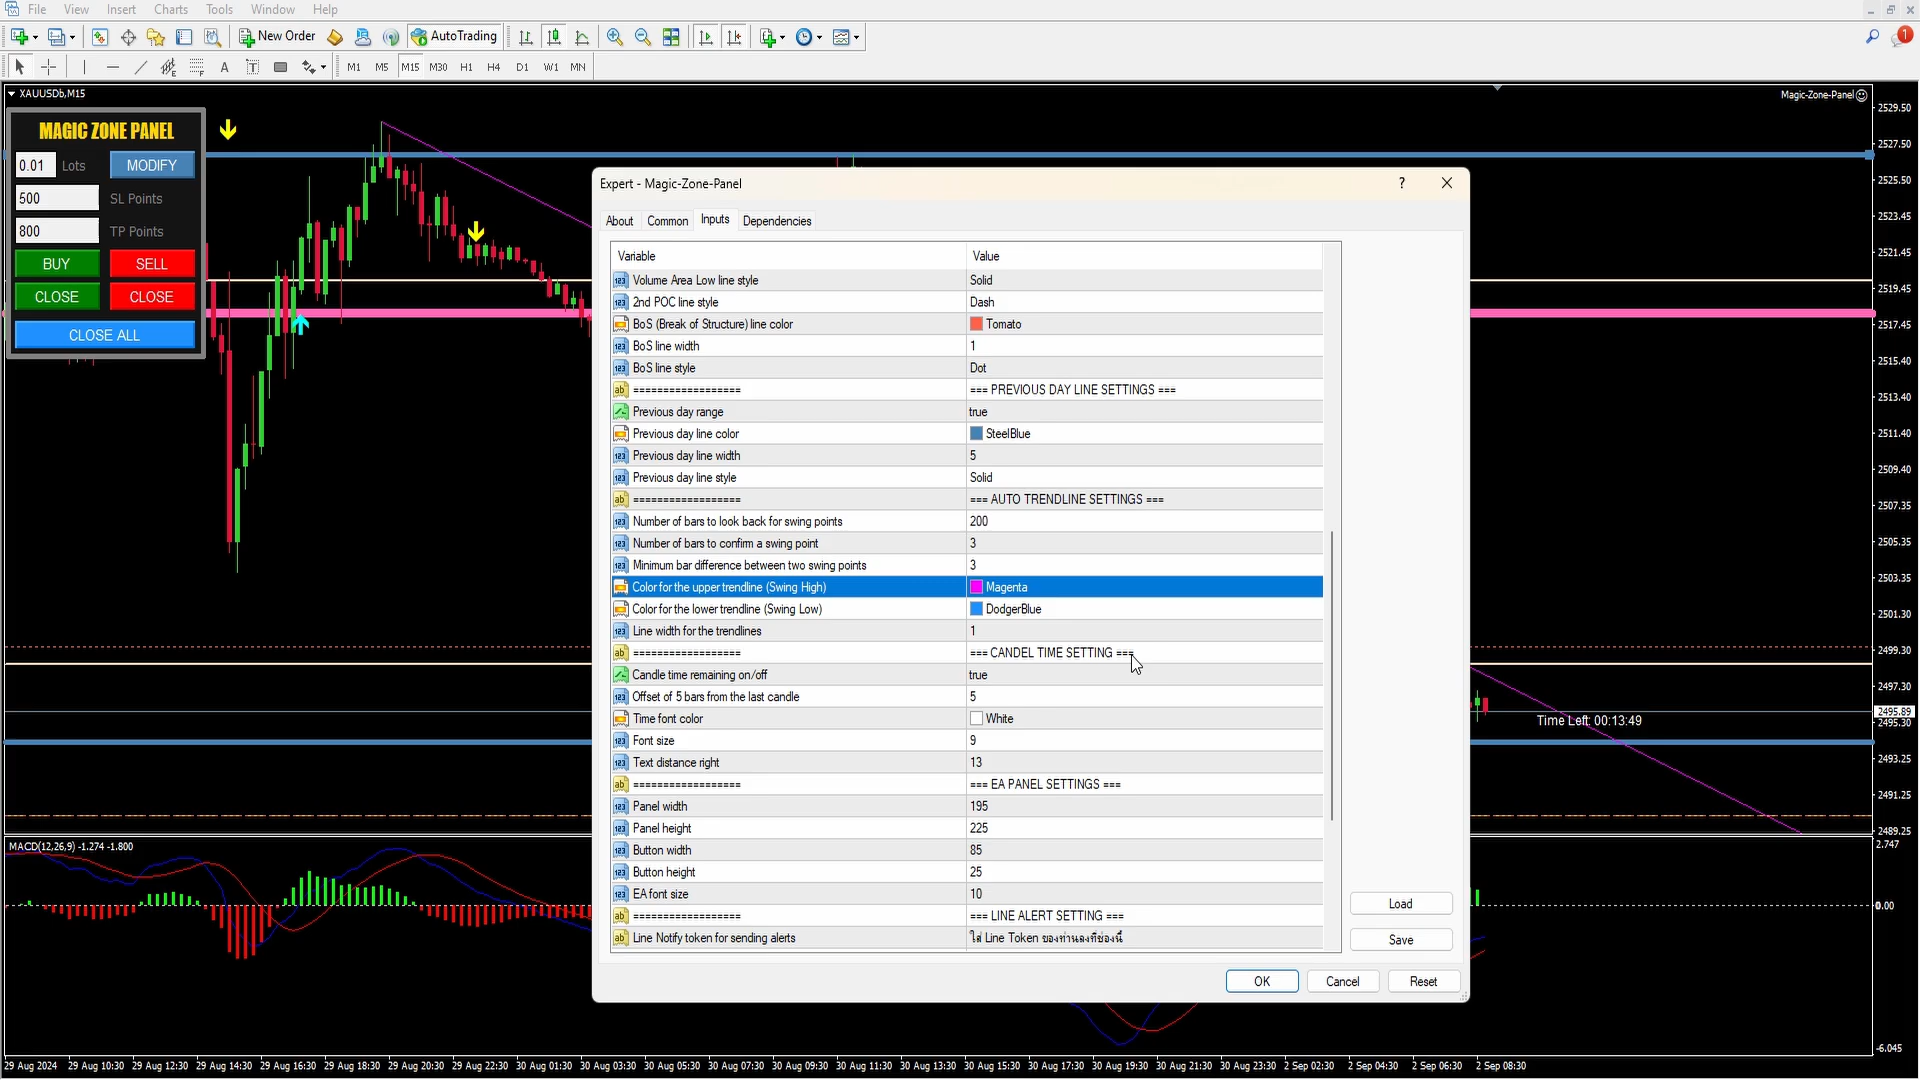 File View Insert Charts Tools Window Help
New Order AutoTrading
1
A T M1 M5 M15 M30 H1 H4 D1 W1 MN
XAUUSDb,M15
Magic-Zone-Panel
MAGIC ZONE PANEL
0.01 Lots MODIFY
500 SL Points
800 TP Points
BUY SELL
CLOSE CLOSE
CLOSE ALL
Expert - Magic-Zone-Panel ?
About Common Inputs Dependencies
Variable Value
Volume Area Low line style Solid
2nd POC line style Dash
BoS (Break of Structure) line color Tomato
BoS line width 1
BoS line style Dot
================== === PREVIOUS DAY LINE SETTINGS ===
Previous day range true
Previous day line color SteelBlue
Previous day line width 5
Previous day line style Solid
================== === AUTO TRENDLINE SETTINGS ===
Number of bars to look back for swing points 200
Number of bars to confirm a swing point 3
Minimum bar difference between two swing points 3
Color for the upper trendline (Swing High) Magenta
Color for the lower trendline (Swing Low) DodgerBlue
Line width for the trendlines 1
================== === CANDEL TIME SETTING ===
Candle time remaining on/off true
Offset of 5 bars from the last candle 5
Time font color White
Font size 9
Text distance right 13
================== === EA PANEL SETTINGS ===
Panel width 195
Panel height 225
Button width 85
Button height 25
EA font size 10
================== === LINE ALERT SETTING ===
Line Notify token for sending alerts ใส่ Line Token ของท่านลงที่ช่องนี้
Load
Save
OK Cancel Reset
Time Left: 00:13:49
2529.50
2527.50
2525.50
2523.45
2521.45
2519.45
2517.45
2515.40
2513.40
2511.40
2509.40
2507.35
2505.35
2503.35
2501.30
2499.30
2497.30
2495.89
2495.30
2493.25
2491.25
2489.25
MACD(12,26,9) -1.274 -1.800
2.747
0.00
-6.045
29 Aug 2024 29 Aug 10:30 29 Aug 12:30 29 Aug 14:30 29 Aug 16:30 29 Aug 18:30 29 Aug 20:30 29 Aug 22:30 30 Aug 01:30 30 Aug 03:30 30 Aug 05:30 30 Aug 07:30 30 Aug 09:30 30 Aug 11:30 30 Aug 13:30 30 Aug 15:30 30 Aug 17:30 30 Aug 19:30 30 Aug 21:30 30 Aug 23:30 2 Sep 02:30 2 Sep 04:30 2 Sep 06:30 2 Sep 08:30